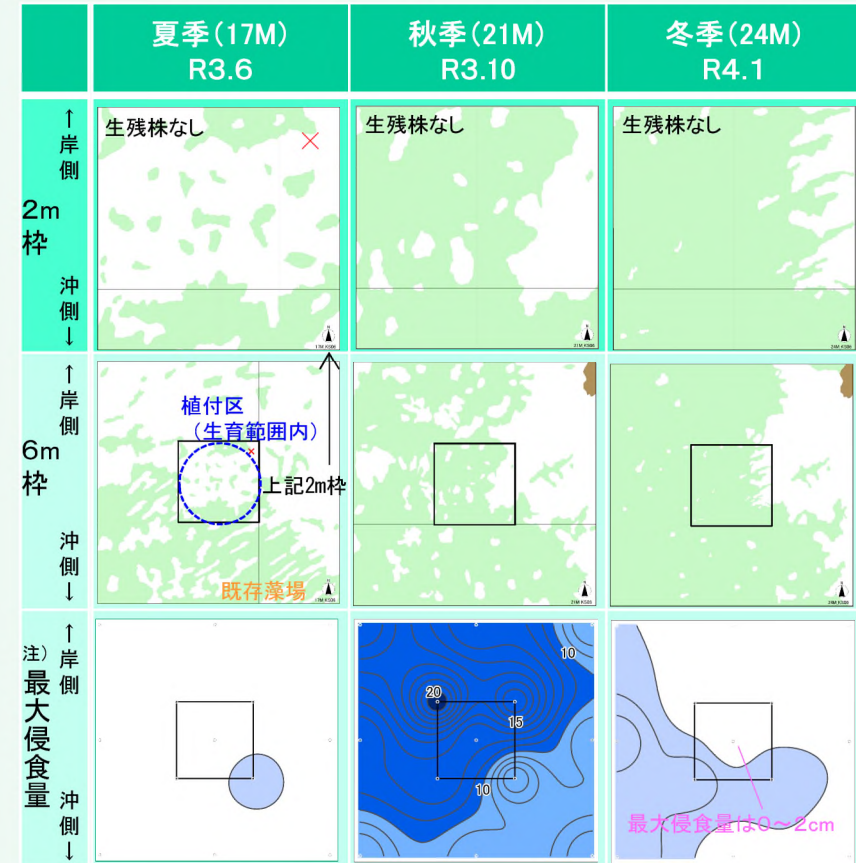 夏季(17M)
R3.6
秋季(21M)
R3.10
冬季(24M)
R4.1
↑岸側
2m枠
沖側↓
生残株なし
生残株なし
生残株なし
↑岸側
6m枠
沖側↓
植付区
(生育範囲内)
上記2m枠
既存藻場
↑岸側
注)
最大侵食量
沖側↓
10
20
15
10
最大侵食量は0～2cm